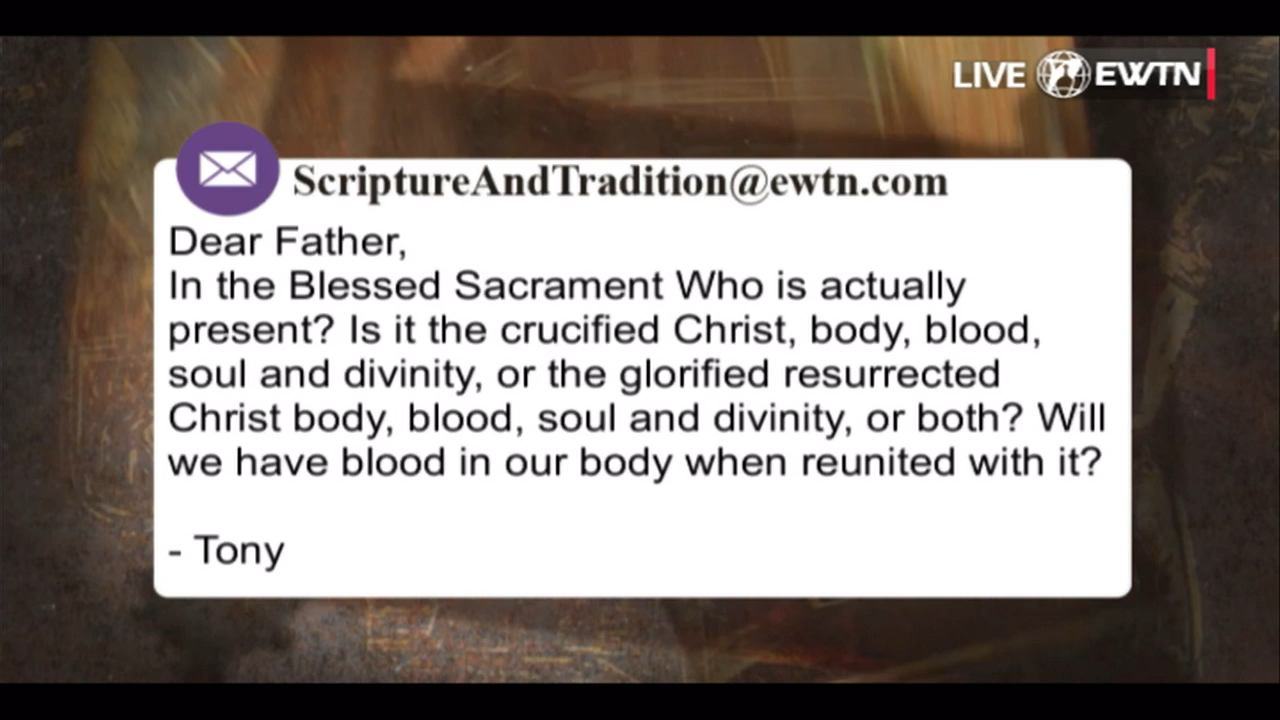 LIVE EWTN
ScriptureAndTradition@ewtn.com
Dear Father,
In the Blessed Sacrament Who is actually
present? Is it the crucified Christ, body, blood,
soul and divinity, or the glorified resurrected
Christ body, blood, soul and divinity, or both? Will
we have blood in our body when reunited with it?
- Tony